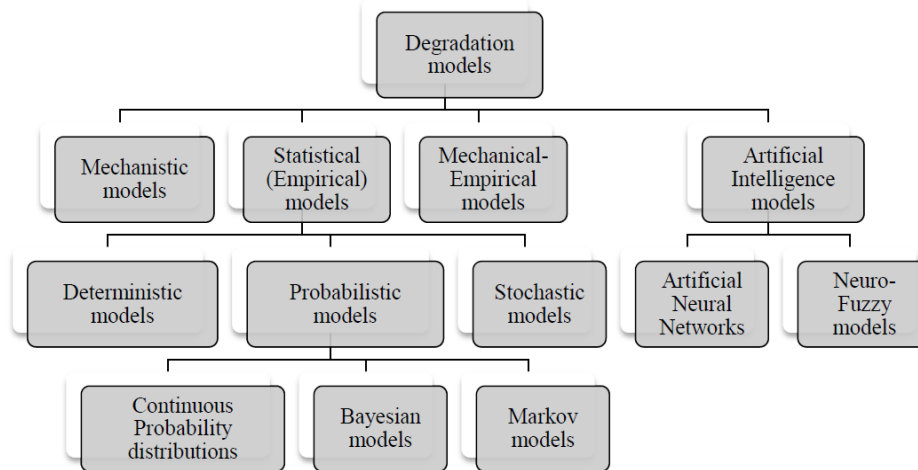 Degradation
models
Mechanistic
models
Statistical
(Empirical)
models
Mechanical-
Empirical
models
Artificial
Intelligence
models
Deterministic
models
Probabilistic
models
Stochastic
models
Artificial
Neural
Networks
Neuro-
Fuzzy
models
Continuous
Probability
distributions
Bayesian
models
Markov
models